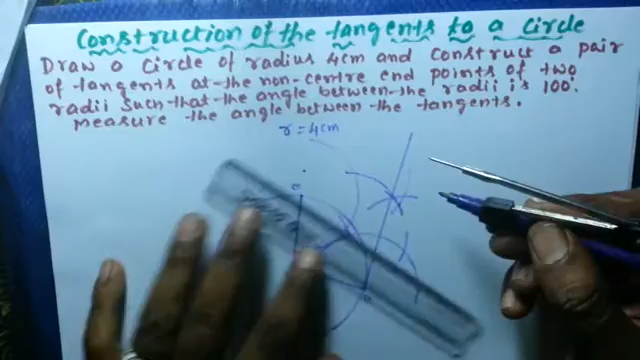 Construction of the tangents to a Circle
Draw a Circle of radius 4cm and Construct a pair
of tangents at the non-centre end points of two
radii Such that the angle between the radii is 100°.
measure the angle between the tangents.
r = 4cm